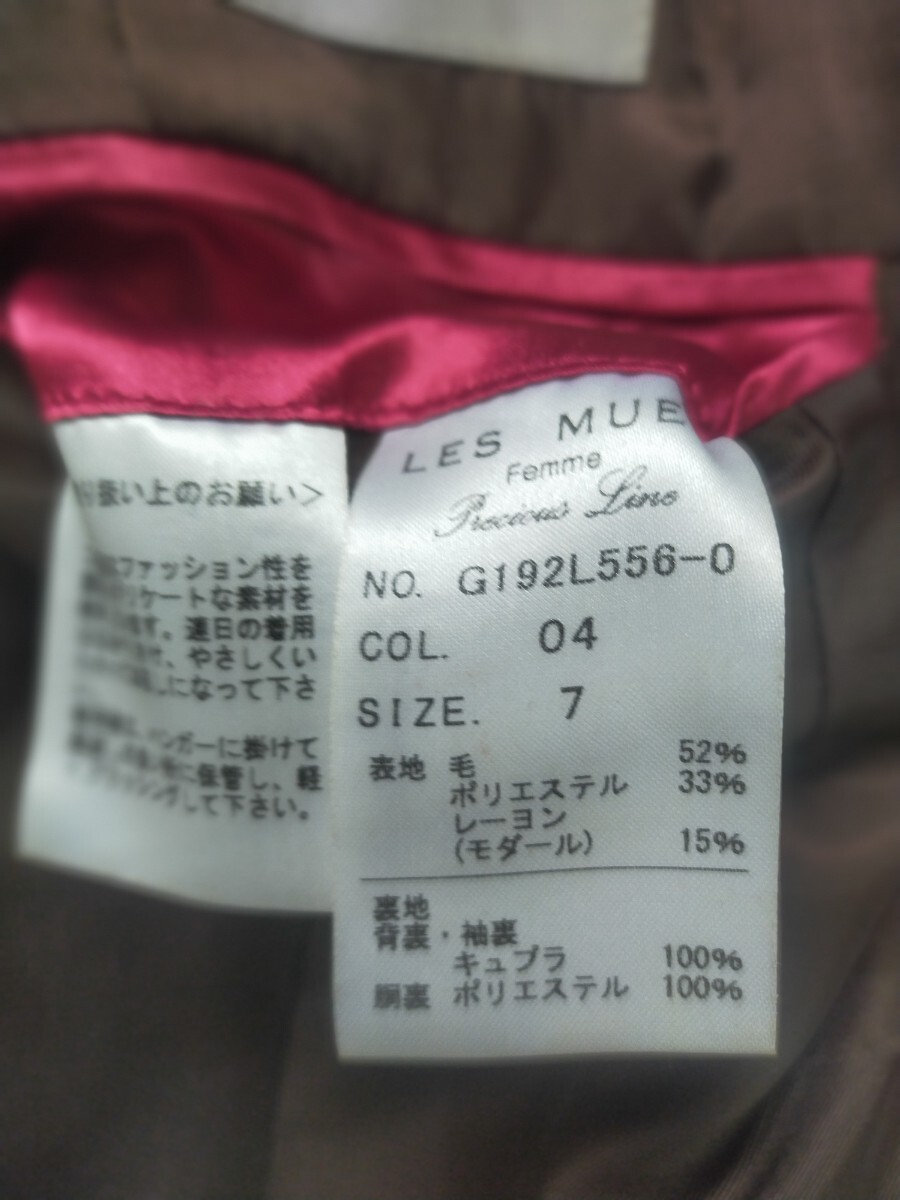 扱い上のお願い>
ファッション性を
ケートな素材を
す。連日の着用
やさしくい
になって下さ
ンガーに掛けて
に保管し、軽
して下さい。
LES MUE
Femme
Precious Line
NO. G192L556-0
COL. 04
SIZE. 7
表地 毛 52%
ポリエステル 33%
レーヨン
(モダール) 15%
裏地
背裏・袖裏
キュプラ 100%
胴裏 ポリエステル 100%